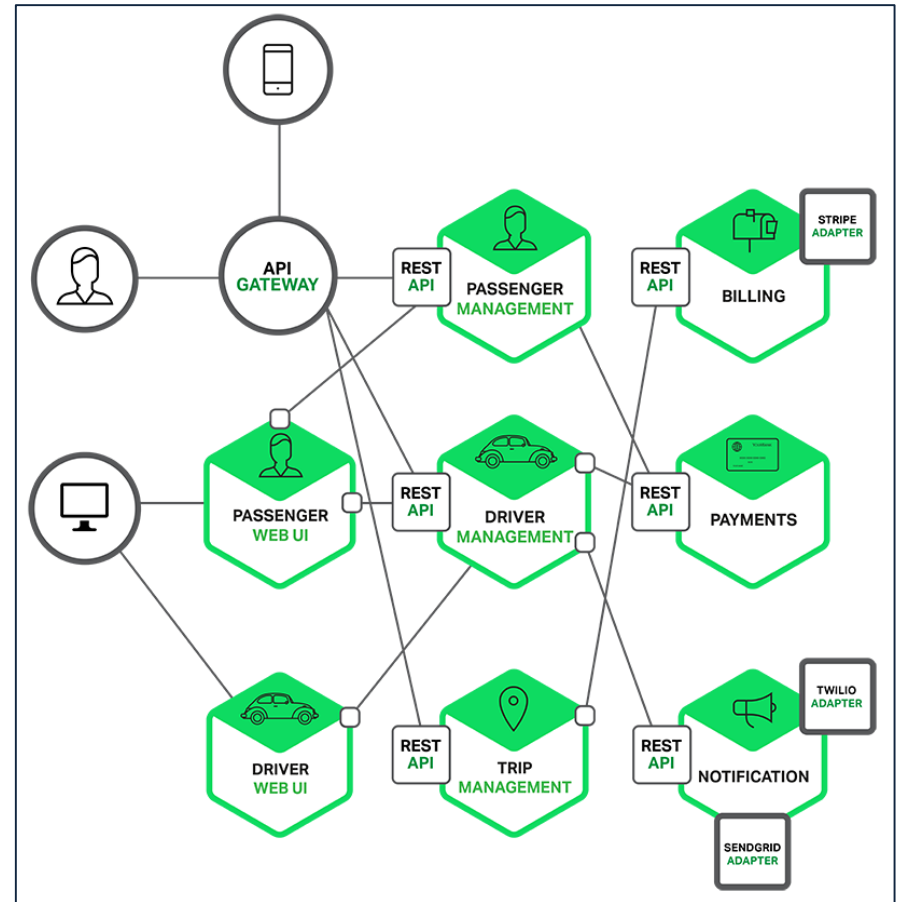 API
GATEWAY
REST
API
PASSENGER
MANAGEMENT
REST
API
BILLING
STRIPE
ADAPTER
PASSENGER
WEB UI
REST
API
DRIVER
MANAGEMENT
REST
API
PAYMENTS
DRIVER
WEB UI
REST
API
TRIP
MANAGEMENT
REST
API
NOTIFICATION
TWILIO
ADAPTER
SENDGRID
ADAPTER